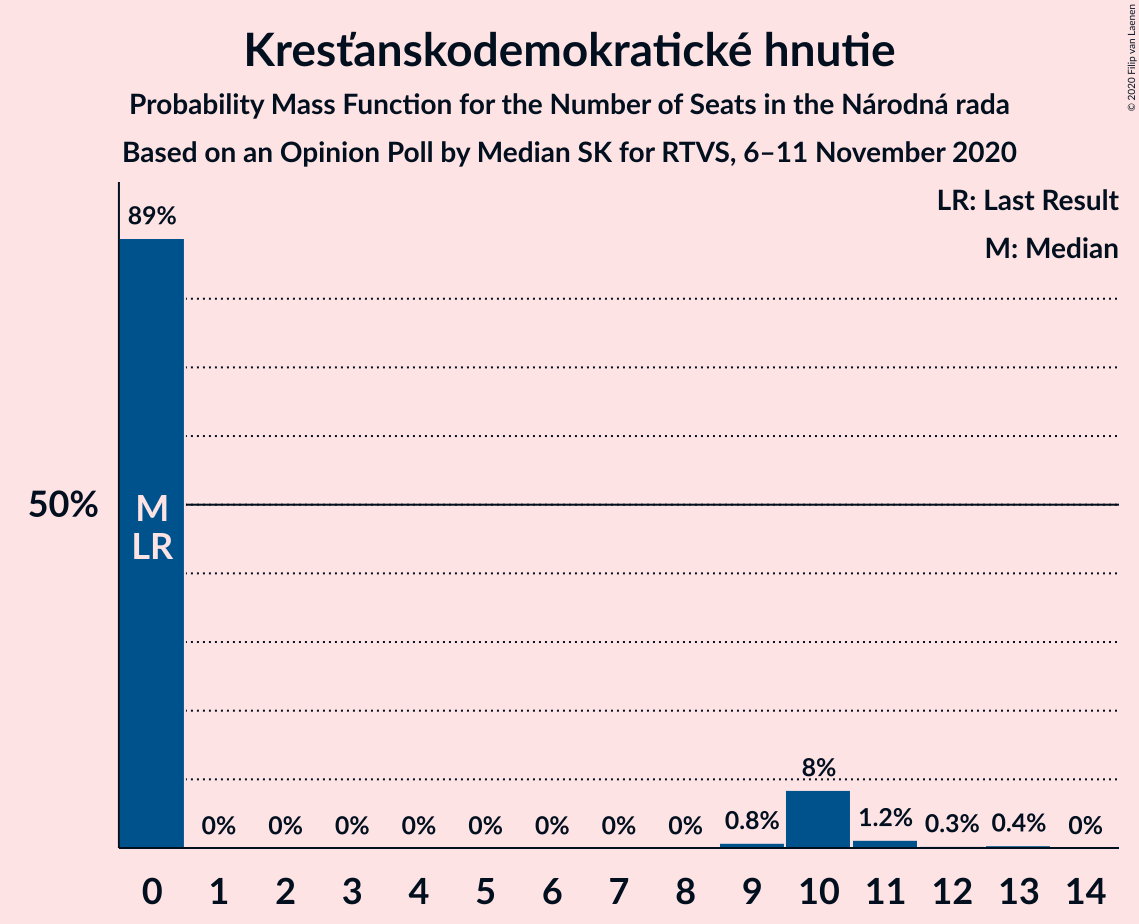 Kresťanskodemokratické hnutie
Probability Mass Function for the Number of Seats in the Národná rada
Based on an Opinion Poll by Median SK for RTVS, 6–11 November 2020
© 2020 Filip van Laenen
LR: Last Result
M: Median
89%
50%
M
LR
0% 0% 0% 0% 0% 0% 0% 0% 0.8% 8% 1.2% 0.3% 0.4% 0%
0 1 2 3 4 5 6 7 8 9 10 11 12 13 14